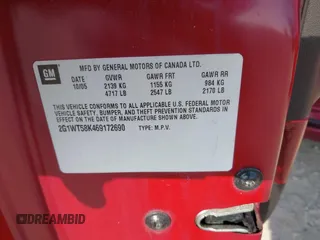 GM
MFD BY GENERAL MOTORS OF CANADA LTD.
DATE GVWR GAWR FRT GAWR RR
10/05 2139 KG 1155 KG 984 KG
4717 LB 2547 LB 2170 LB
THIS VEHICLE CONFORMS TO ALL APPLICABLE U.S. FEDERAL MOTOR
VEHICLE SAFETY, BUMPER, AND THEFT PREVENTION STANDARDS IN
EFFECT ON THE DATE OF MANUFACTURE SHOWN ABOVE.
2G1WT58K469172690 TYPE: M.P.V.
© AUTOBIDMASTER